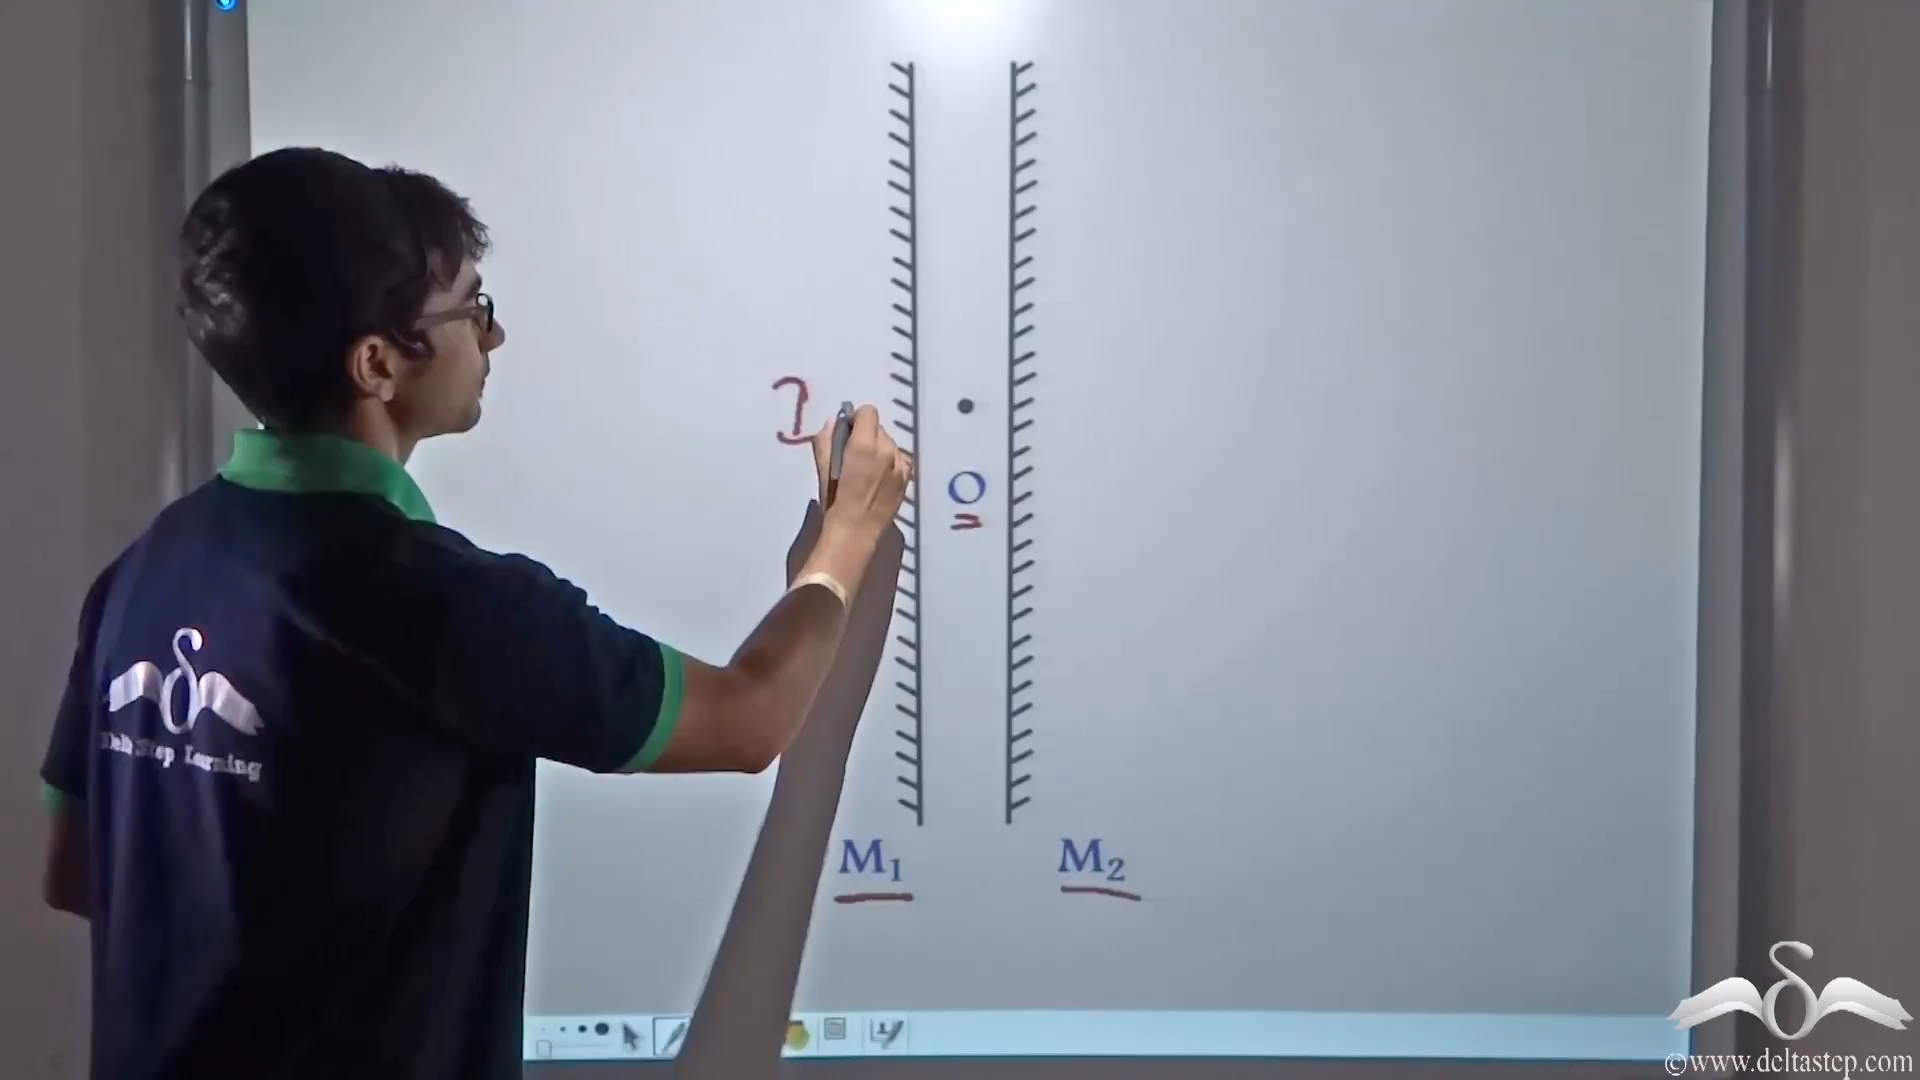 I
O
M₁ M₂
Delta Step Learning
©www.deltastep.com